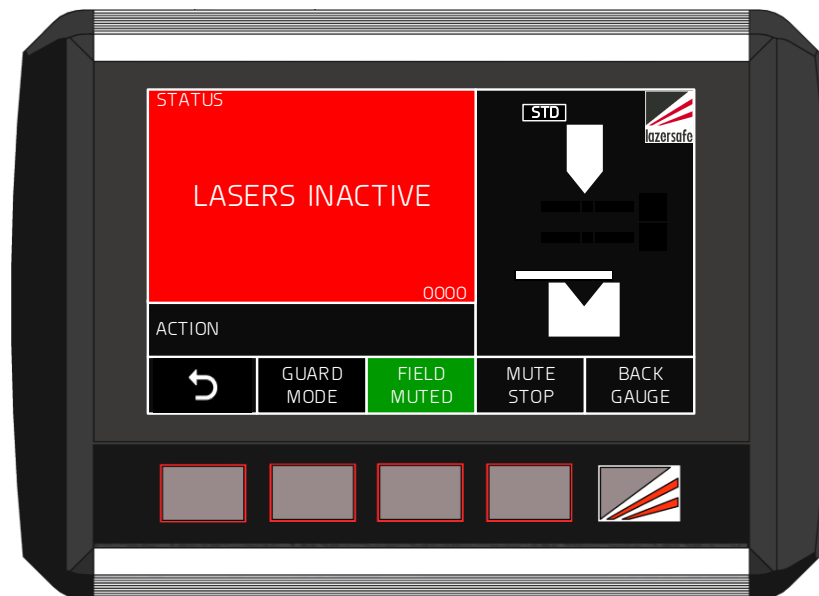 STATUS
LASERS INACTIVE
0000
ACTION
STD
lazersafe
GUARD
MODE
FIELD
MUTED
MUTE
STOP
BACK
GAUGE